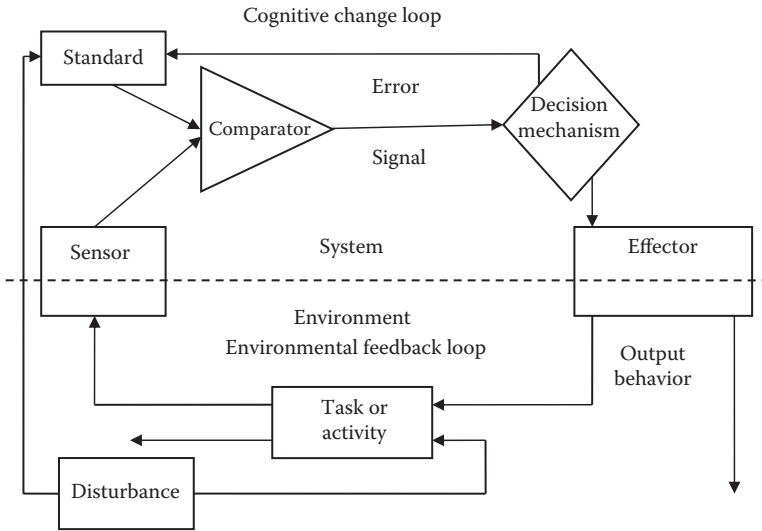 Cognitive change loop
Standard
Error
Decision
mechanism
Comparator
Signal
Sensor
System
Effector
Environment
Environmental feedback loop
Output
behavior
Task or
activity
Disturbance